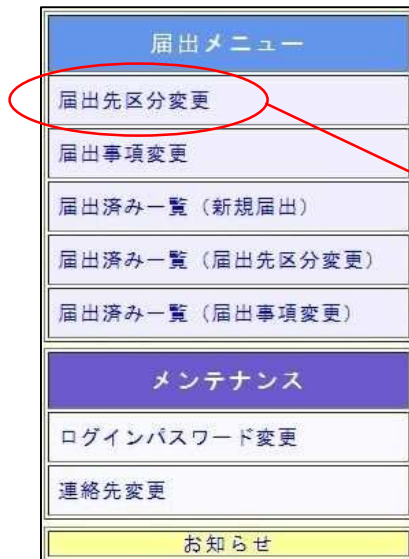 届出メニュー
届出先区分変更
届出事項変更
届出済み一覧（新規届出）
届出済み一覧（届出先区分変更）
届出済み一覧（届出事項変更）
メンテナンス
ログインパスワード変更
連絡先変更
お知らせ